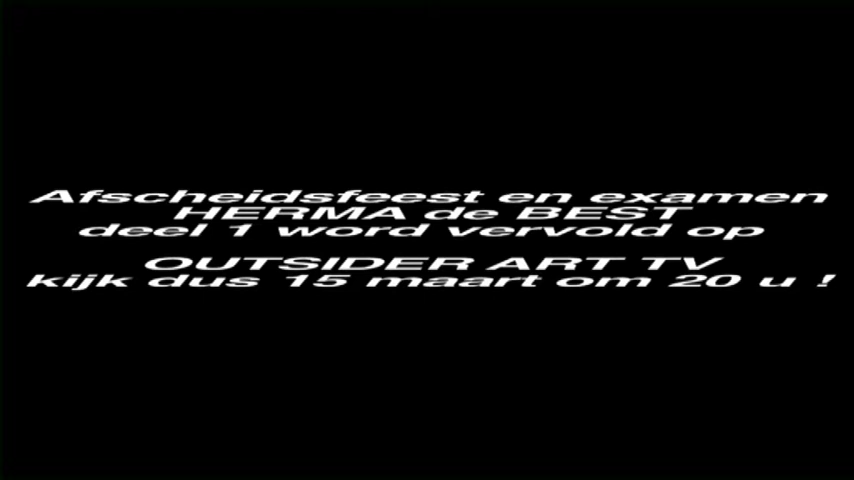 Afscheidsfeest en examen
HERMA de BEST
deel 1 word vervold op
OUTSIDER ART TV
kijk dus 15 maart om 20 u !